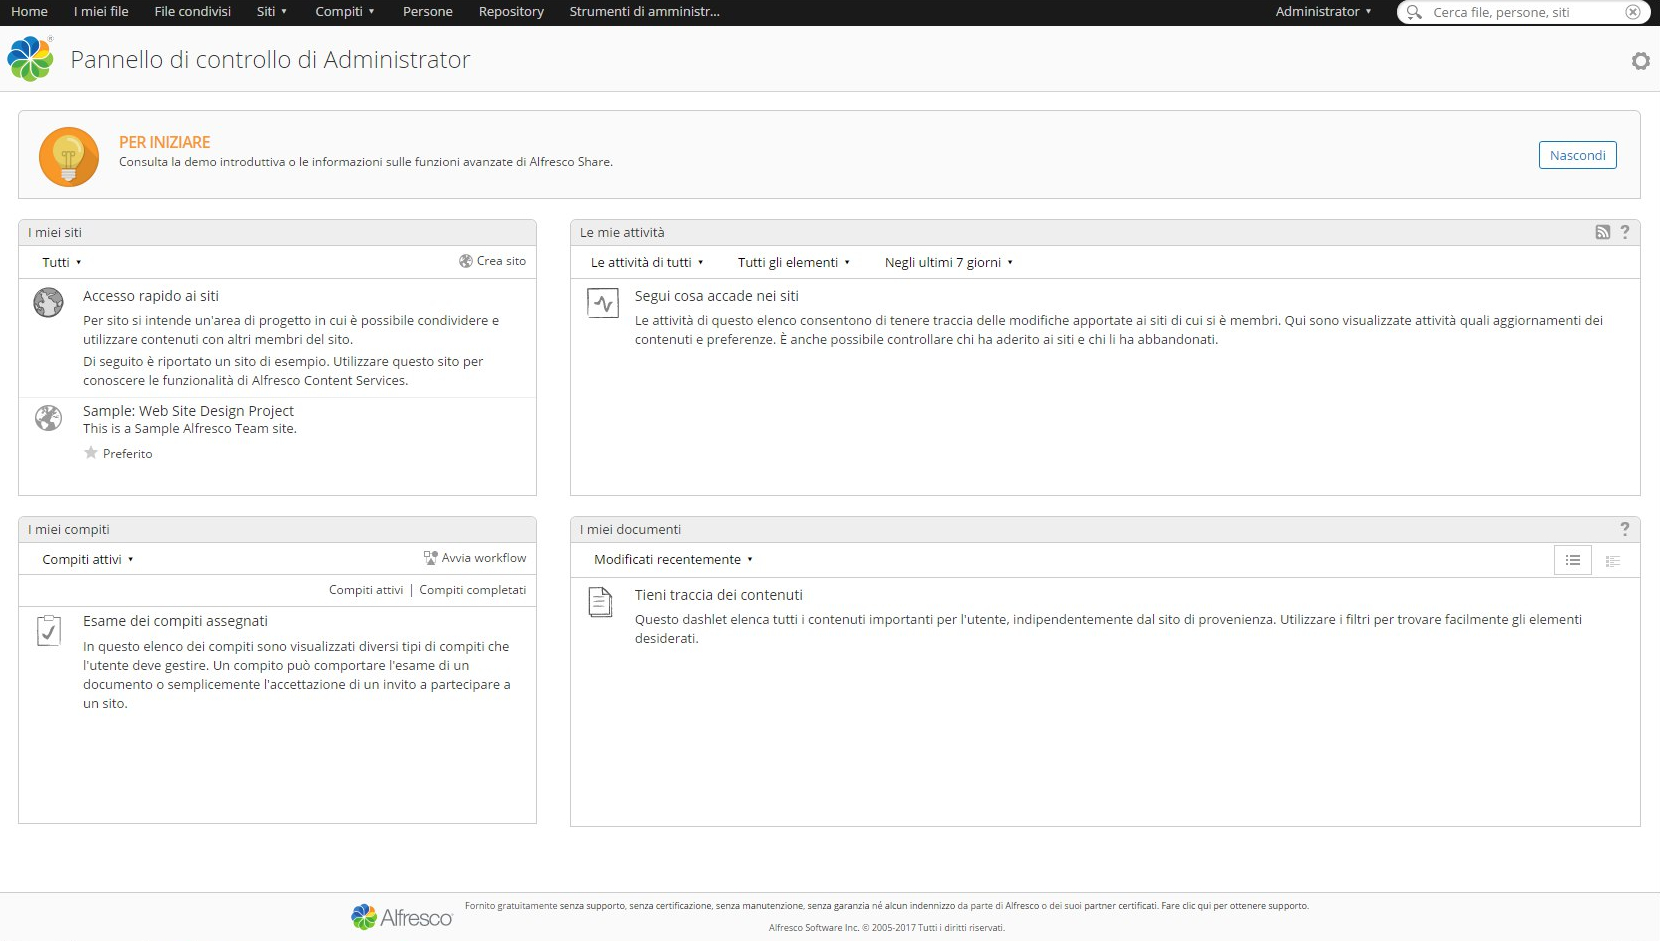 Home I miei file File condivisi Siti Compiti Persone Repository Strumenti di amministr... Administrator Cerca file, persone, siti
Pannello di controllo di Administrator
PER INIZIARE
Consulta la demo introduttiva o le informazioni sulle funzioni avanzate di Alfresco Share.
Nascondi
I miei siti
Tutti Crea sito
Accesso rapido ai siti
Per sito si intende un'area di progetto in cui è possibile condividere e
utilizzare contenuti con altri membri del sito.
Di seguito è riportato un sito di esempio. Utilizzare questo sito per
conoscere le funzionalità di Alfresco Content Services.
Sample: Web Site Design Project
This is a Sample Alfresco Team site.
Preferito
Le mie attività ?
Le attività di tutti Tutti gli elementi Negli ultimi 7 giorni
Segui cosa accade nei siti
Le attività di questo elenco consentono di tenere traccia delle modifiche apportate ai siti di cui si è membri. Qui sono visualizzate attività quali aggiornamenti dei
contenuti e preferenze. È anche possibile controllare chi ha aderito ai siti e chi li ha abbandonati.
I miei compiti
Compiti attivi Avvia workflow
Compiti attivi | Compiti completati
Esame dei compiti assegnati
In questo elenco dei compiti sono visualizzati diversi tipi di compiti che
l'utente deve gestire. Un compito può comportare l'esame di un
documento o semplicemente l'accettazione di un invito a partecipare a
un sito.
I miei documenti ?
Modificati recentemente
Tieni traccia dei contenuti
Questo dashlet elenca tutti i contenuti importanti per l'utente, indipendentemente dal sito di provenienza. Utilizzare i filtri per trovare facilmente gli elementi
desiderati.
Alfresco
Fornito gratuitamente senza supporto, senza certificazione, senza manutenzione, senza garanzia né alcun indennizzo da parte di Alfresco o dei suoi partner certificati. Fare clic qui per ottenere supporto.
Alfresco Software Inc. © 2005-2017 Tutti i diritti riservati.